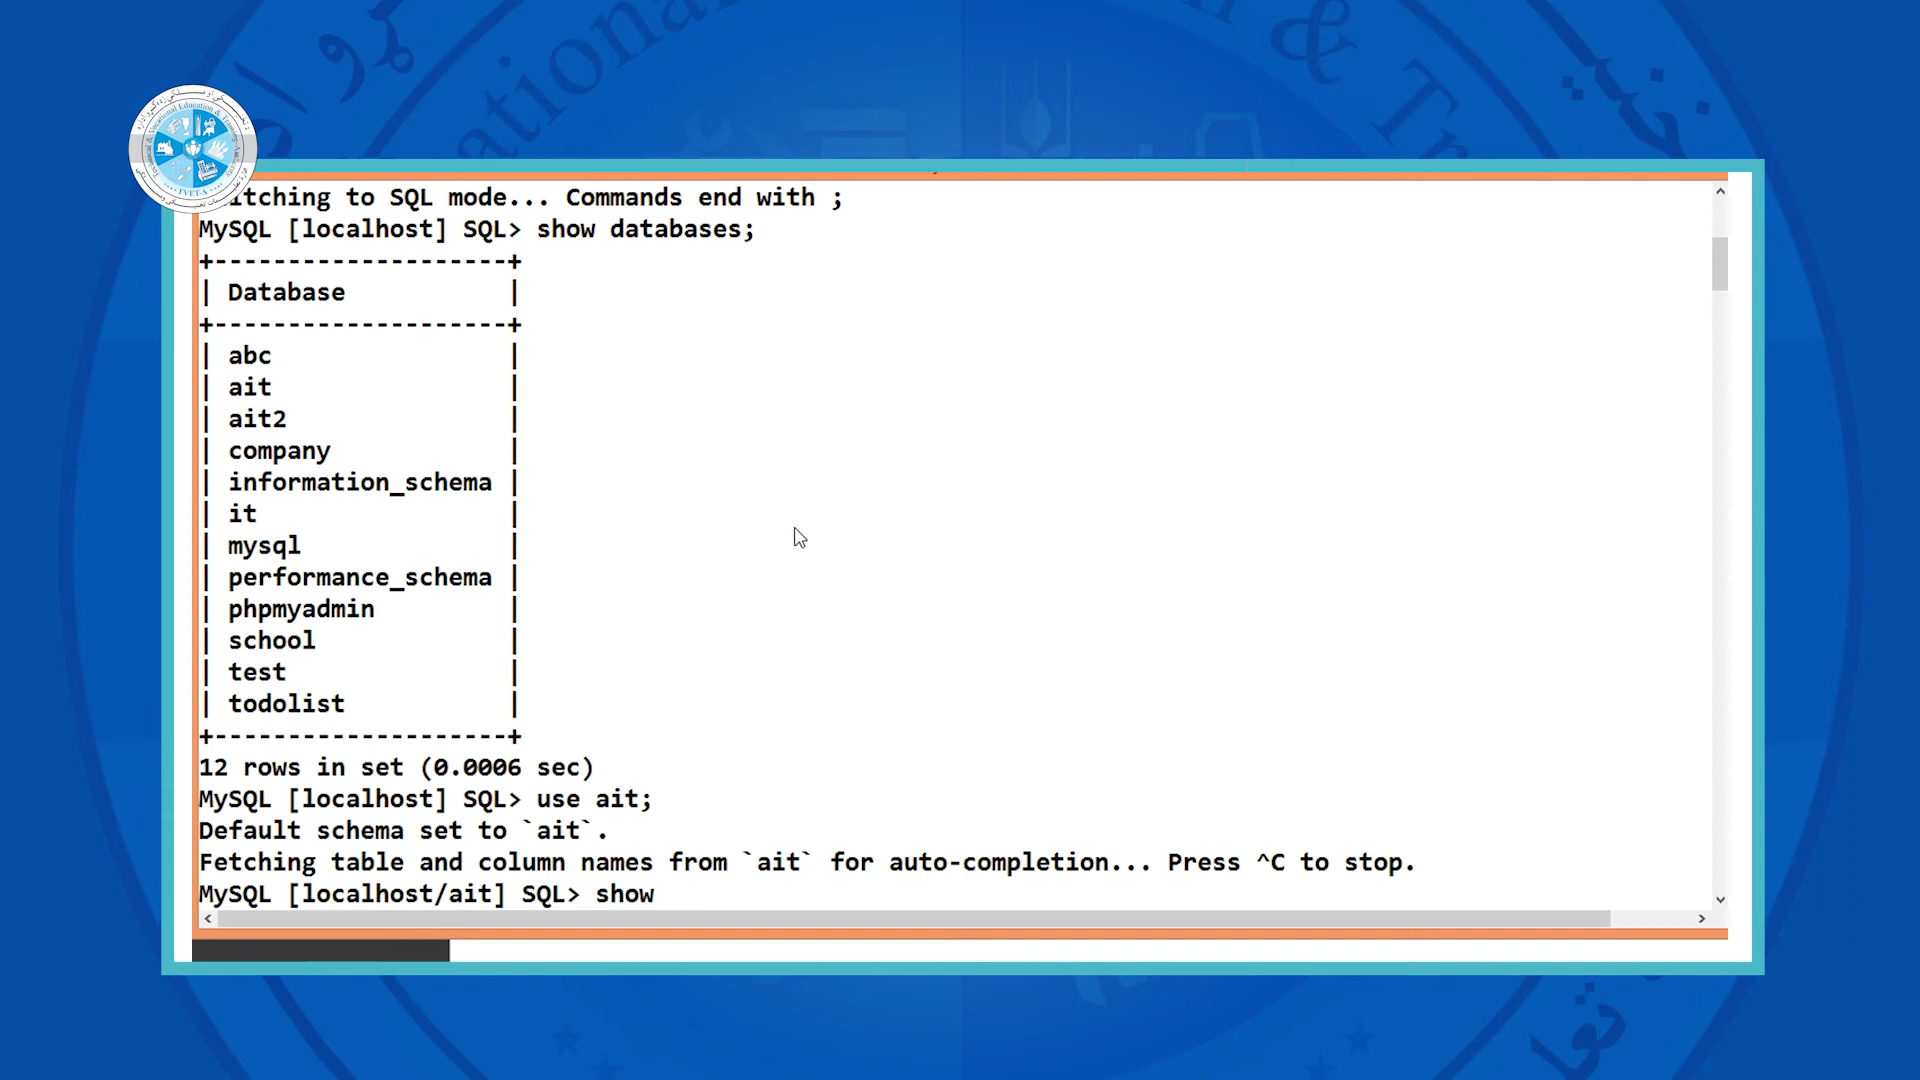 itching to SQL mode... Commands end with ;
MySQL [localhost] SQL> show databases;
+--------------------+
| Database           |
+--------------------+
| abc                |
| ait                |
| ait2               |
| company            |
| information_schema |
| it                 |
| mysql              |
| performance_schema |
| phpmyadmin         |
| school             |
| test               |
| todolist           |
+--------------------+
12 rows in set (0.0006 sec)
MySQL [localhost] SQL> use ait;
Default schema set to `ait`.
Fetching table and column names from `ait` for auto-completion... Press ^C to stop.
MySQL [localhost/ait] SQL> show